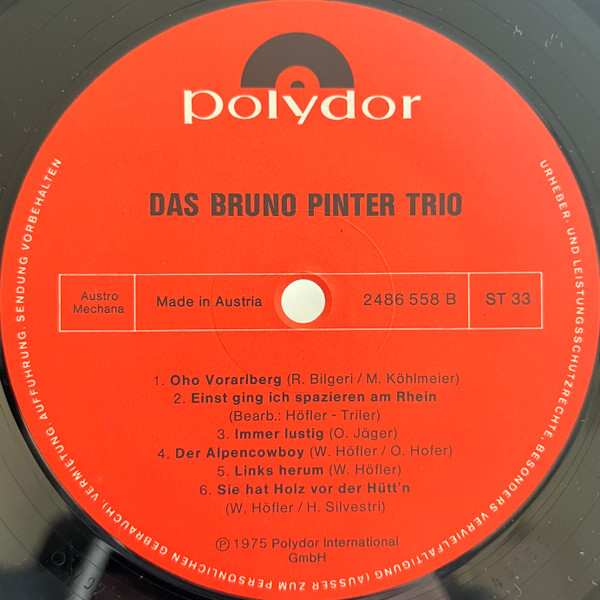 polydor
DAS BRUNO PINTER TRIO
Austro
Mechana
Made in Austria
2486 558 B
ST 33
1. Oho Vorarlberg (R. Bilgeri / M. Köhlmeier)
2. Einst ging ich spazieren am Rhein
(Bearb.: Höfler - Triler)
3. Immer lustig (O. Jäger)
4. Der Alpencowboy (W. Höfler / O. Hofer)
5. Links herum (W. Höfler)
6. Sie hat Holz vor der Hütt'n
(W. Höfler / H. Silvestri)
Ⓟ 1975 Polydor International
GmbH
URHEBER- UND LEISTUNGSSCHUTZRECHTE, BESONDERS VERVIELFÄLTIGUNG (AUSSER ZUM PERSÖNLICHEN GEBRAUCH), VERMIETUNG, AUFFÜHRUNG, SENDUNG VORBEHALTEN